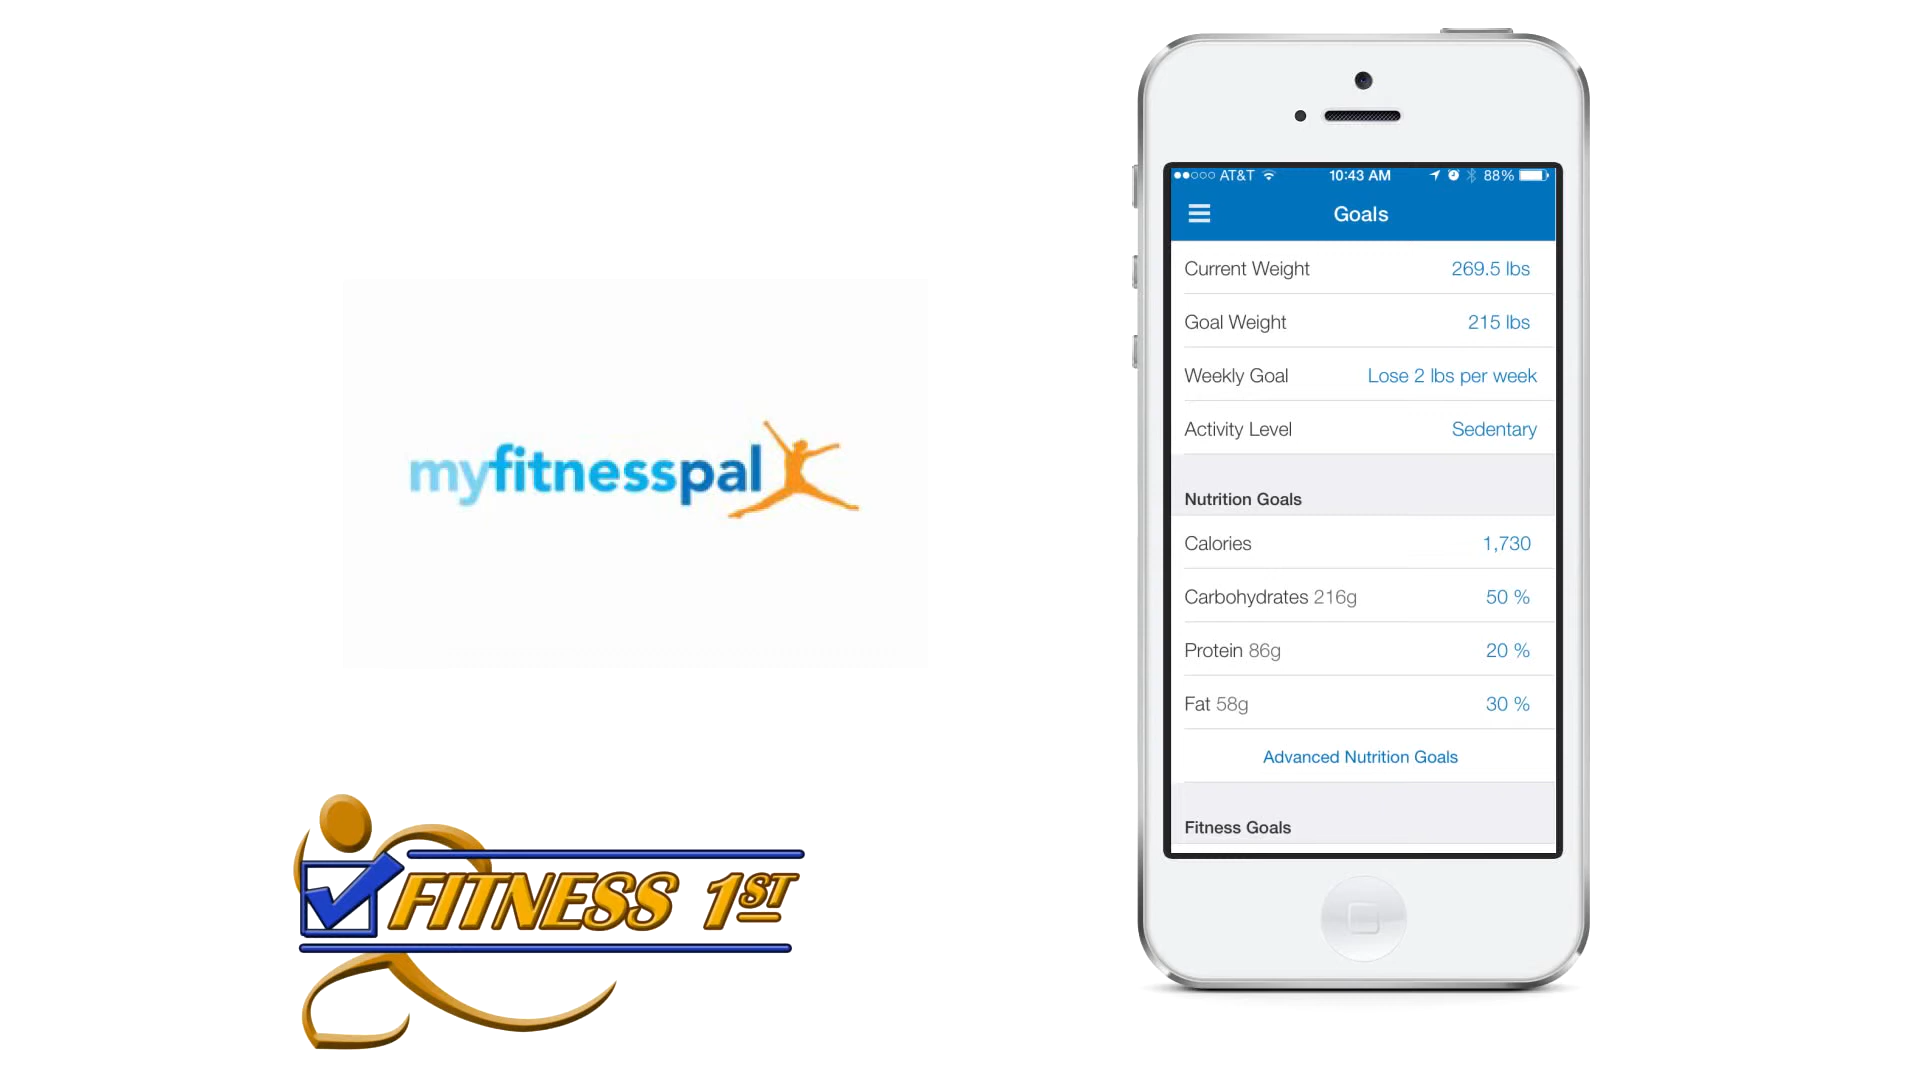 myfitnesspal
FITNESS 1ST
AT&T 10:43 AM 88%
Goals
Current Weight 269.5 lbs
Goal Weight 215 lbs
Weekly Goal Lose 2 lbs per week
Activity Level Sedentary
Nutrition Goals
Calories 1,730
Carbohydrates 216g 50 %
Protein 86g 20 %
Fat 58g 30 %
Advanced Nutrition Goals
Fitness Goals